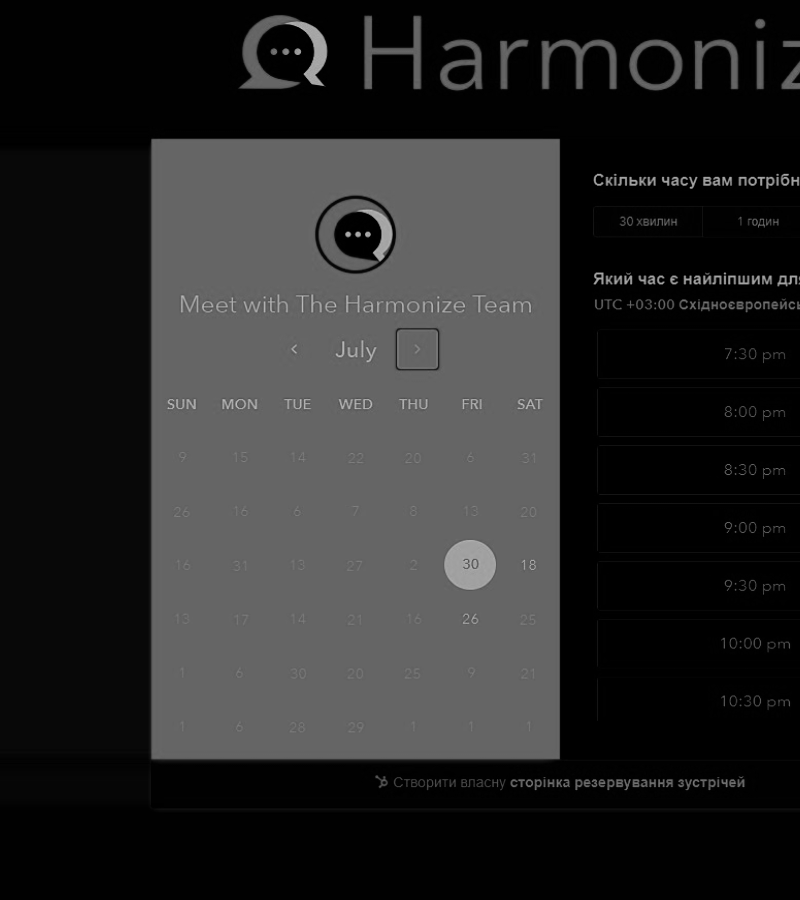 Harmoniz
Meet with The Harmonize Team
July
SUN MON TUE WED THU FRI SAT
9 15 14 22 20 6 31
26 16 6 7 8 13 20
16 31 13 27 2 30 18
13 17 14 21 16 26 25
1 6 30 20 25 9 21
1 6 28 29 1 1 1
Скільки часу вам потрібн
30 хвилин 1 годин
Який час є найліпшим дл
UTC +03:00 Східноєвропейс
7:30 pm
8:00 pm
8:30 pm
9:00 pm
9:30 pm
10:00 pm
10:30 pm
Створити власну сторінка резервування зустрічей